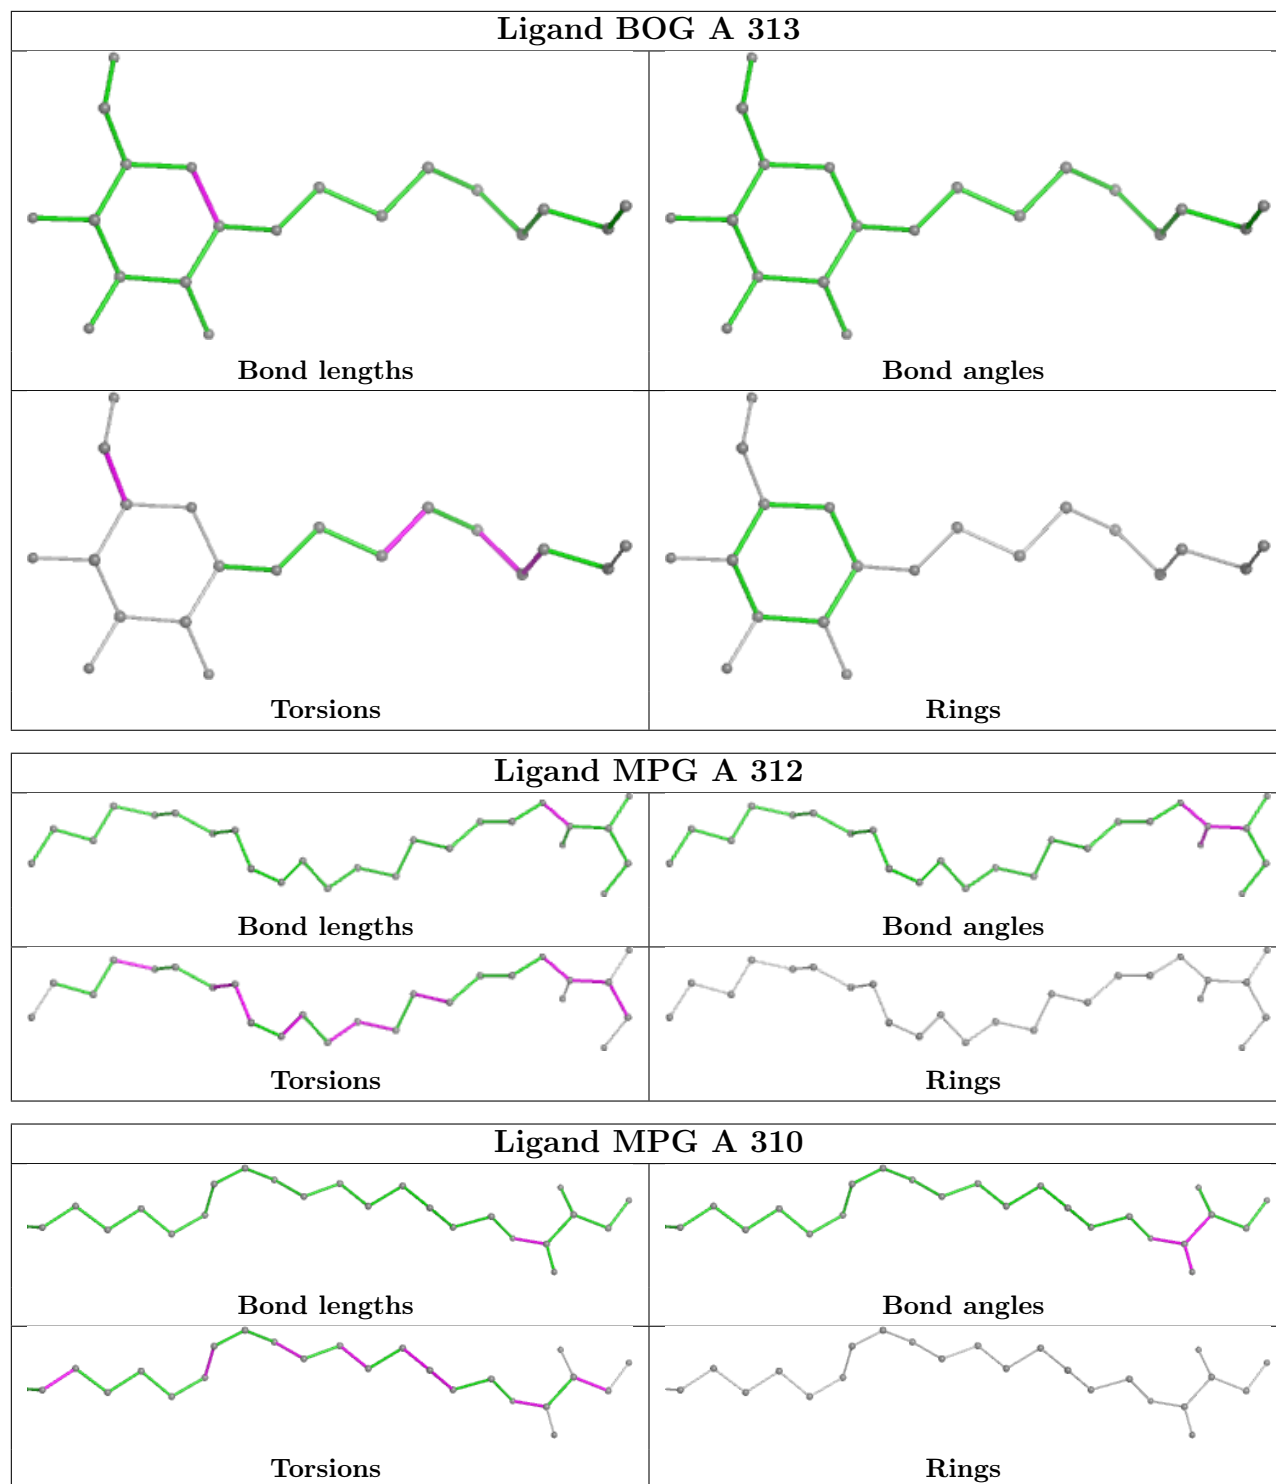 Ligand BOG A 313
Bond lengths
Bond angles
Torsions
Rings
Ligand MPG A 312
Bond lengths
Bond angles
Torsions
Rings
Ligand MPG A 310
Bond lengths
Bond angles
Torsions
Rings